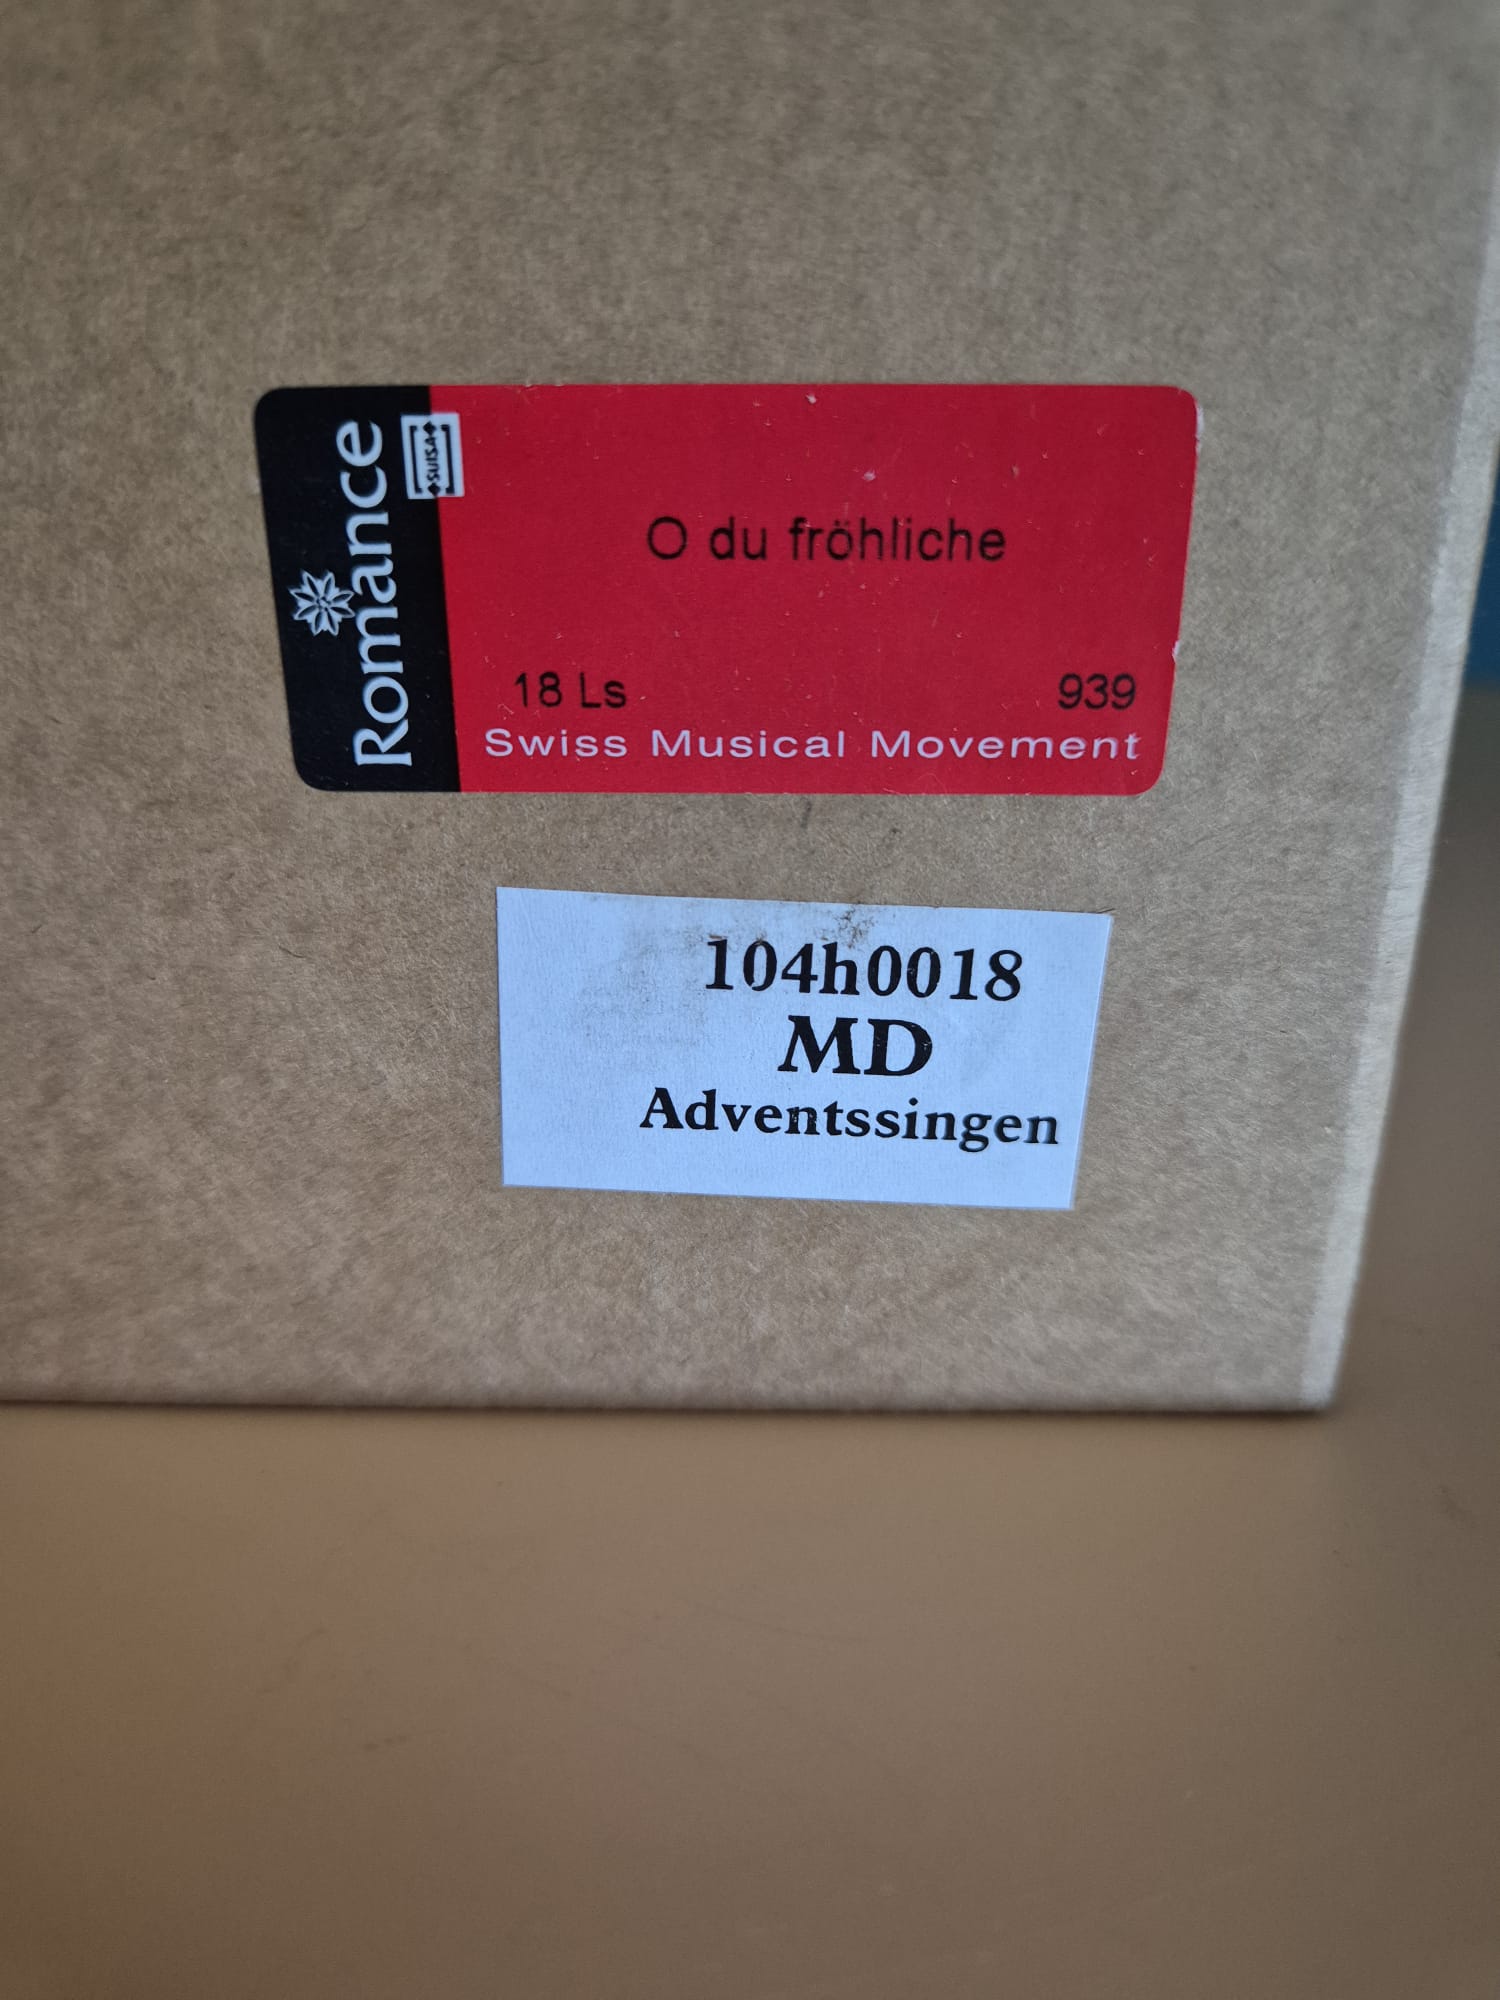 Romance
SUISA
O du fröhliche
18 Ls 939
Swiss Musical Movement
104h0018
MD
Adventssingen